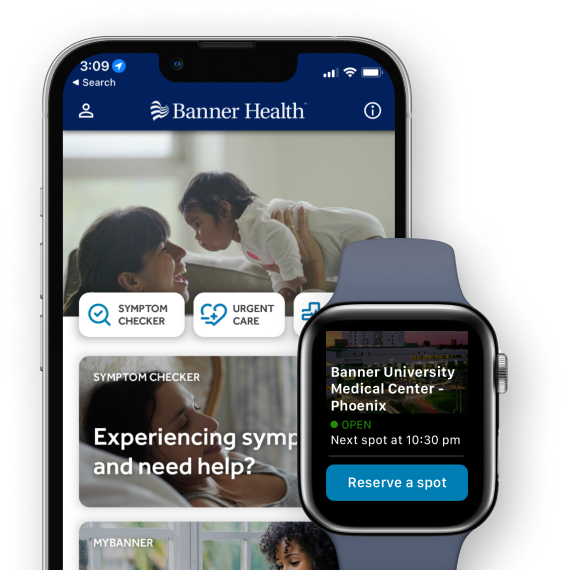 3:09
◀ Search
Banner Health
SYMPTOM
CHECKER
URGENT
CARE
SYMPTOM CHECKER
Experiencing symp
and need help?
MYBANNER
Banner University
Medical Center -
Phoenix
OPEN
Next spot at 10:30 pm
Reserve a spot